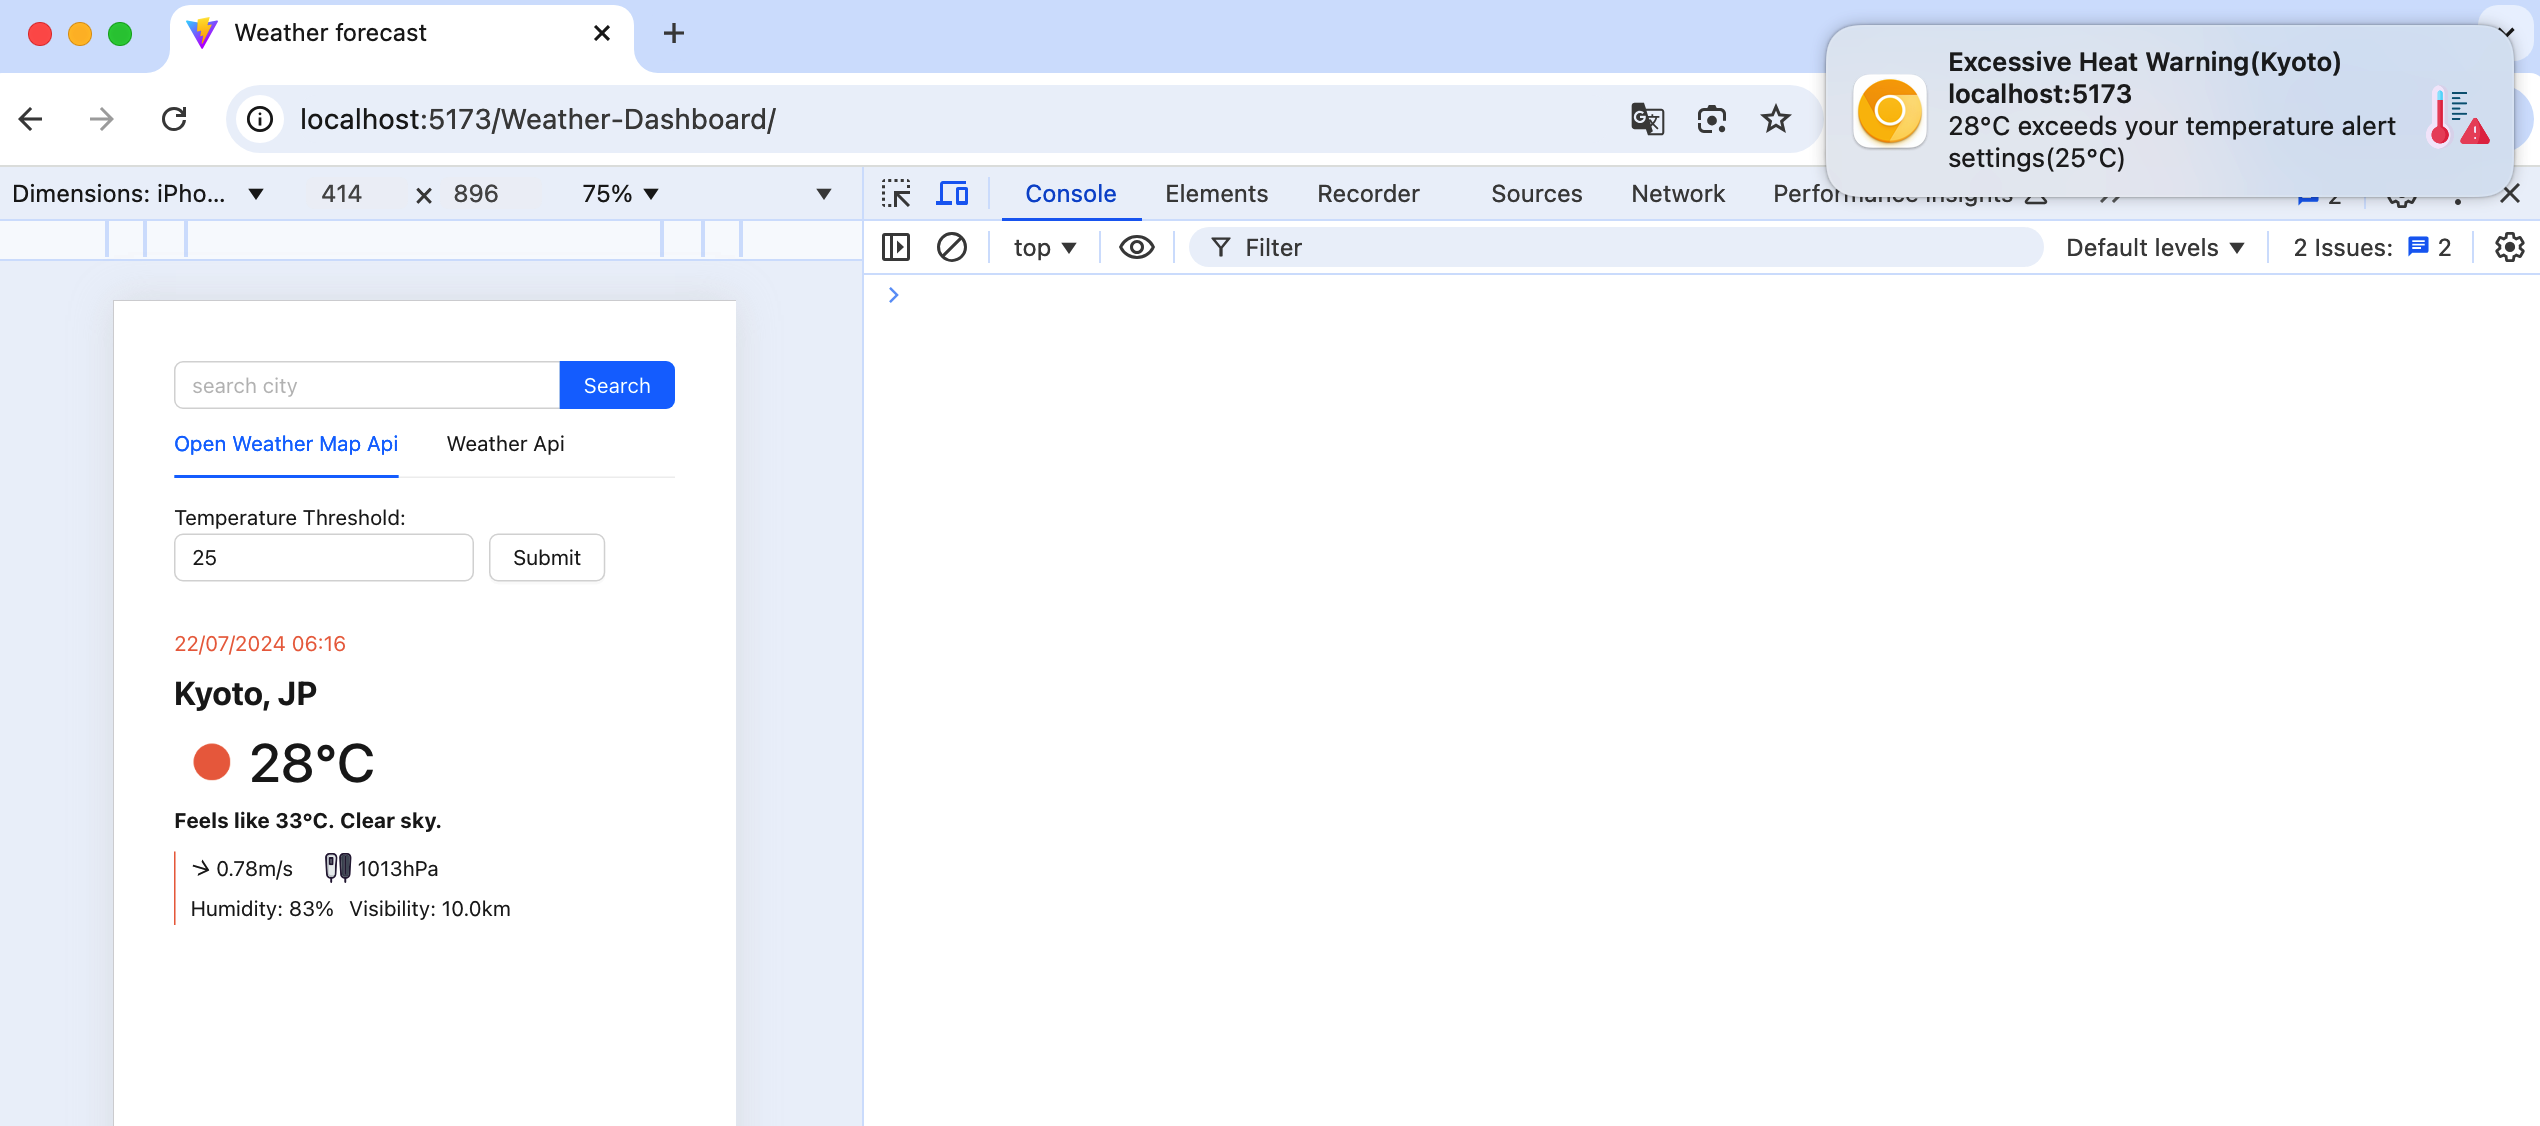 Weather forecast
Excessive Heat Warning(Kyoto)
localhost:5173
28°C exceeds your temperature alert
settings(25°C)
localhost:5173/Weather-Dashboard/
Dimensions: iPho... 414 × 896 75%
Console Elements Recorder Sources Network Performance insights 2
top Filter Default levels 2 Issues: 2
search city Search
Open Weather Map Api Weather Api
Temperature Threshold:
25 Submit
22/07/2024 06:16
Kyoto, JP
28°C
Feels like 33°C. Clear sky.
0.78m/s 1013hPa
Humidity: 83% Visibility: 10.0km